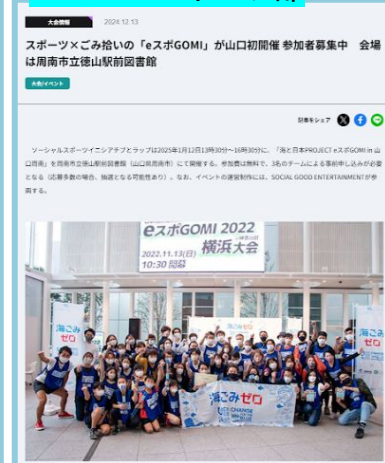 大会情報 2024.12.13
スポーツ×ごみ拾いの「eスポGOMI」が山口初開催 参加者募集中 会場
は周南市立徳山駅前図書館
大会/イベント
記事をシェア
ソーシャルスポーツイニシアチブとラップは2025年1月12日13時30分〜16時30分に、「海と日本PROJECT eスポGOMI in 山
口周南」を周南市立徳山駅前図書館（山口県周南市）にて開催する。参加費は無料で、3名のチームによる事前申し込みが必要
となる（応募多数の場合、抽選となる可能性あり）。なお、イベントの運営制作には、SOCIAL GOOD ENTERTAINMENTが参
画する。
eスポGOMI 2022
横浜大会
2022.11.13(日)
10:30 開幕
海ごみ
ゼロ
海ごみ
ゼロ
海ごみゼロ